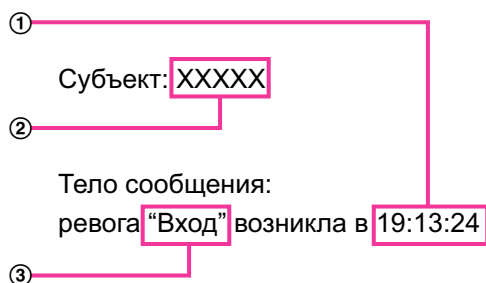 ①
Субъект: XXXXX
②
Тело сообщения:
ревога “Вход” возникла в 19:13:24
③